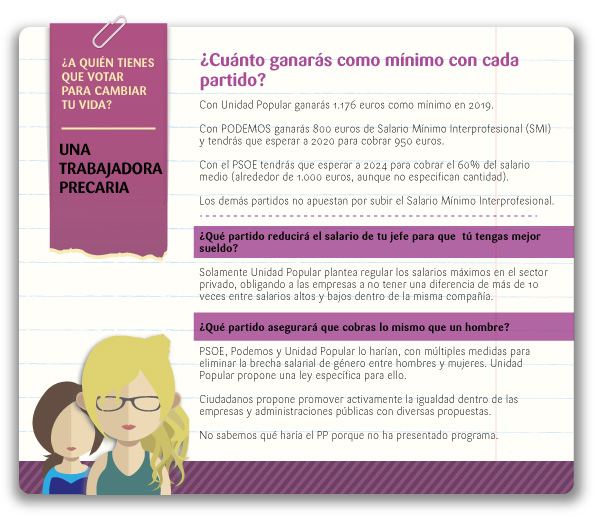 ¿A QUIÉN TIENES
QUE VOTAR
PARA CAMBIAR
TU VIDA?
UNA
TRABAJADORA
PRECARIA
¿Cuánto ganarás como mínimo con cada
partido?
Con Unidad Popular ganarás 1.176 euros como mínimo en 2019.
Con PODEMOS ganarás 800 euros de Salario Mínimo Interprofesional (SMI)
y tendrás que esperar a 2020 para cobrar 950 euros.
Con el PSOE tendrás que esperar a 2024 para cobrar el 60% del salario
medio (alrededor de 1.000 euros, aunque no especifican cantidad).
Los demás partidos no apuestan por subir el Salario Mínimo Interprofesional.
¿Qué partido reducirá el salario de tu jefe para que tú tengas mejor
sueldo?
Solamente Unidad Popular plantea regular los salarios máximos en el sector
privado, obligando a las empresas a no tener una diferencia de más de 10
veces entre salarios altos y bajos dentro de la misma compañía.
¿Qué partido asegurará que cobras lo mismo que un hombre?
PSOE, Podemos y Unidad Popular lo harían, con múltiples medidas para
eliminar la brecha salarial de género entre hombres y mujeres. Unidad
Popular propone una ley específica para ello.
Ciudadanos propone promover activamente la igualdad dentro de las
empresas y administraciones públicas con diversas propuestas.
No sabemos qué haría el PP porque no ha presentado programa.